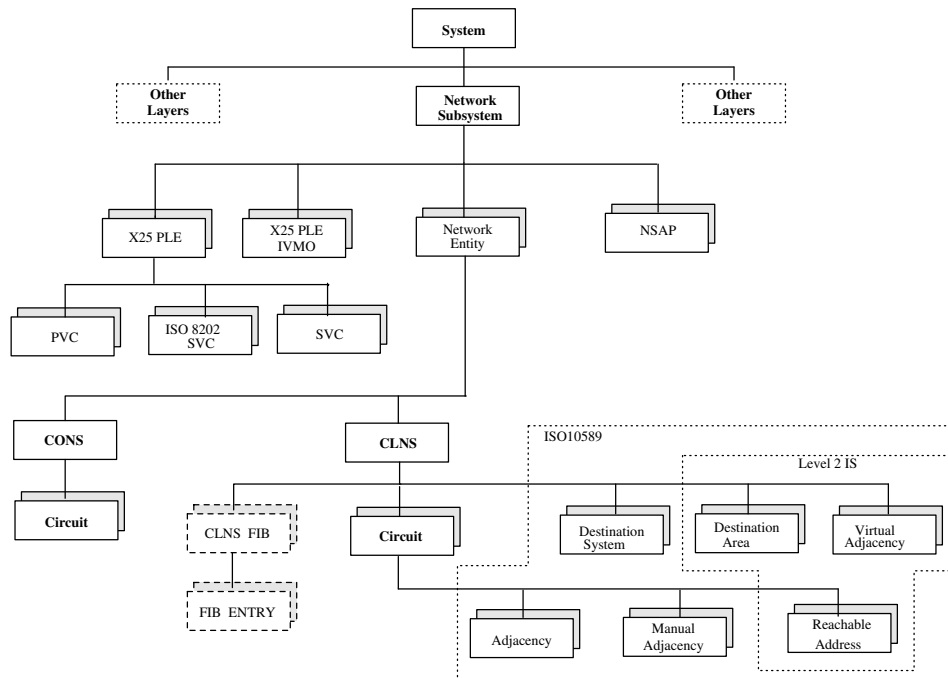 System
Other
Layers
Network
Subsystem
Other
Layers
X25 PLE
X25 PLE
IVMO
Network
Entity
NSAP
PVC
ISO 8202
SVC
SVC
CONS
CLNS
ISO10589
Level 2 IS
Circuit
CLNS FIB
Circuit
Destination
System
Destination
Area
Virtual
Adjacency
FIB ENTRY
Adjacency
Manual
Adjacency
Reachable
Address